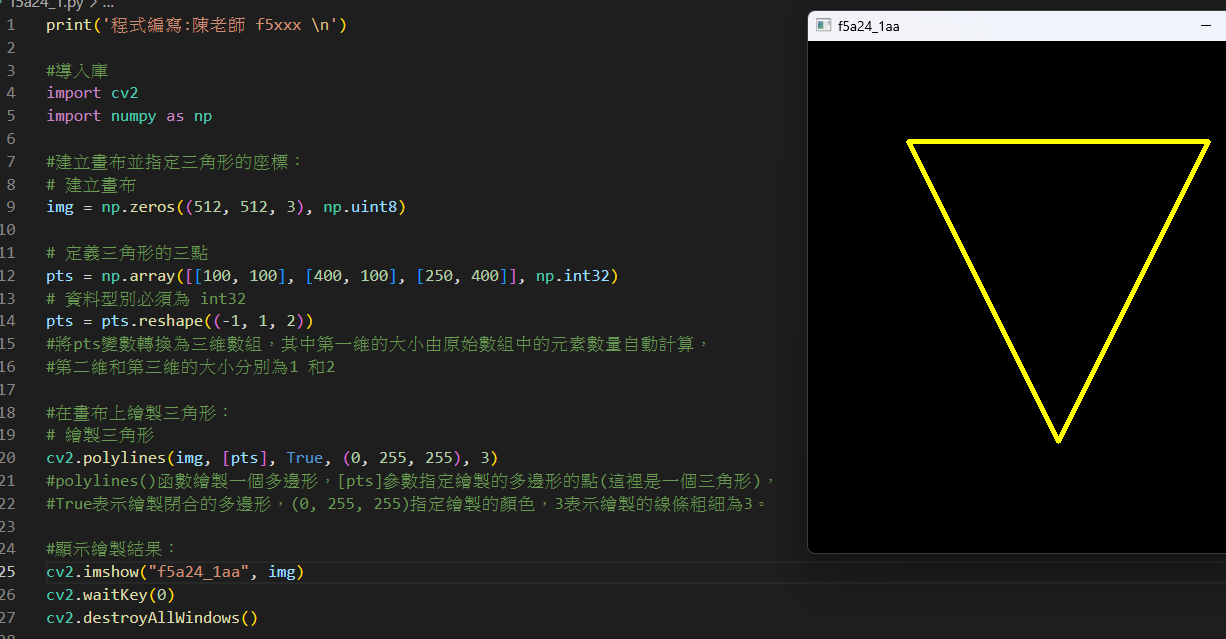 f5a24_1.py > ...
1 print('程式編寫:陳老師 f5xxx \n')
2
3 #導入庫
4 import cv2
5 import numpy as np
6
7 #建立畫布並指定三角形的座標：
8 # 建立畫布
9 img = np.zeros((512, 512, 3), np.uint8)
10
11 # 定義三角形的三點
12 pts = np.array([[100, 100], [400, 100], [250, 400]], np.int32)
13 # 資料型別必須為 int32
14 pts = pts.reshape((-1, 1, 2))
15 #將pts變數轉換為三維數組，其中第一維的大小由原始數組中的元素數量自動計算，
16 #第二維和第三維的大小分別為1 和2
17
18 #在畫布上繪製三角形：
19 # 繪製三角形
20 cv2.polylines(img, [pts], True, (0, 255, 255), 3)
21 #polylines()函數繪製一個多邊形，[pts]參數指定繪製的多邊形的點(這裡是一個三角形)，
22 #True表示繪製閉合的多邊形，(0, 255, 255)指定繪製的顏色，3表示繪製的線條粗細為3。
23
24 #顯示繪製結果：
25 cv2.imshow("f5a24_1aa", img)
26 cv2.waitKey(0)
27 cv2.destroyAllWindows()
28
f5a24_1aa